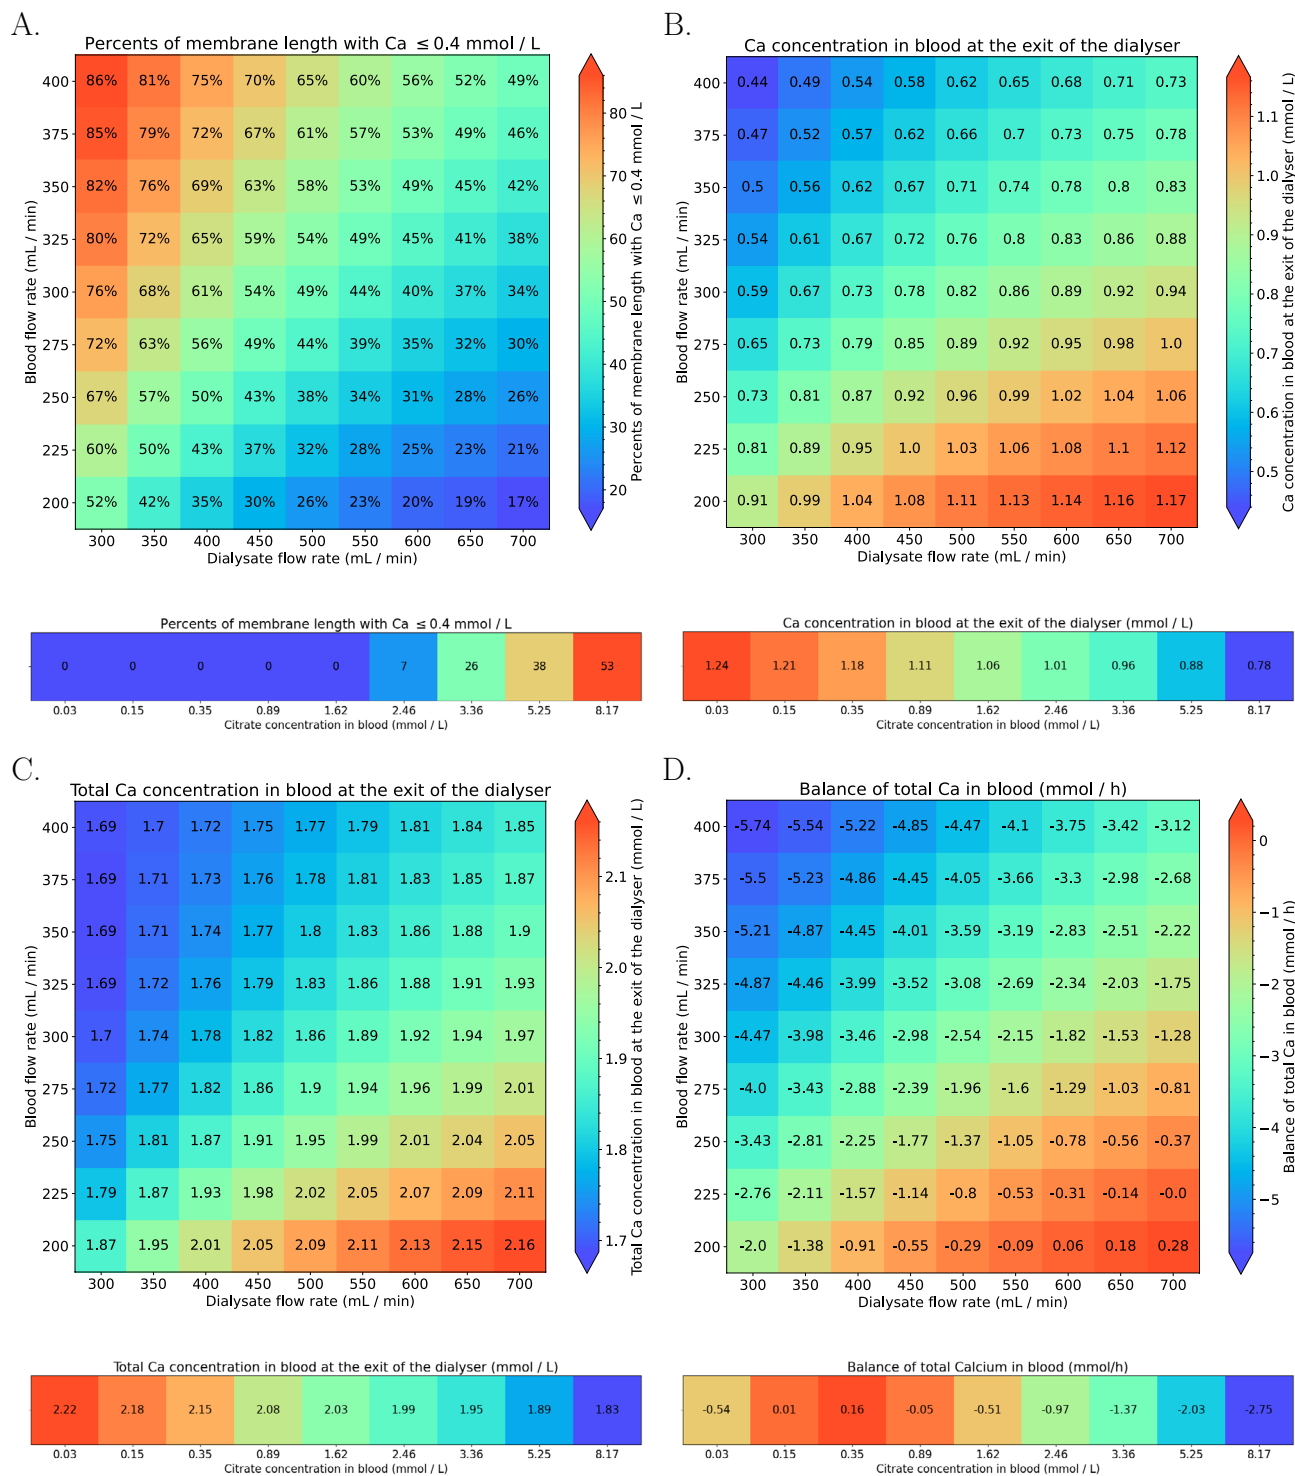 A.
Percents of membrane length with Ca ≤0.4 mmol / L
Blood flow rate (mL / min)
400 86% 81% 75% 70% 65% 60% 56% 52% 49%
375 85% 79% 72% 67% 61% 57% 53% 49% 46%
350 82% 76% 69% 63% 58% 53% 49% 45% 42%
325 80% 72% 65% 59% 54% 49% 45% 41% 38%
300 76% 68% 61% 54% 49% 44% 40% 37% 34%
275 72% 63% 56% 49% 44% 39% 35% 32% 30%
250 67% 57% 50% 43% 38% 34% 31% 28% 26%
225 60% 50% 43% 37% 32% 28% 25% 23% 21%
200 52% 42% 35% 30% 26% 23% 20% 19% 17%
300 350 400 450 500 550 600 650 700
Dialysate flow rate (mL / min)
80
70
60
50
40
30
20
Percents of membrane length with Ca ≤0.4 mmol / L
B.
Ca concentration in blood at the exit of the dialyser
Blood flow rate (mL / min)
400 0.44 0.49 0.54 0.58 0.62 0.65 0.68 0.71 0.73
375 0.47 0.52 0.57 0.62 0.66 0.7 0.73 0.75 0.78
350 0.5 0.56 0.62 0.67 0.71 0.74 0.78 0.8 0.83
325 0.54 0.61 0.67 0.72 0.76 0.8 0.83 0.86 0.88
300 0.59 0.67 0.73 0.78 0.82 0.86 0.89 0.92 0.94
275 0.65 0.73 0.79 0.85 0.89 0.92 0.95 0.98 1.0
250 0.73 0.81 0.87 0.92 0.96 0.99 1.02 1.04 1.06
225 0.81 0.89 0.95 1.0 1.03 1.06 1.08 1.1 1.12
200 0.91 0.99 1.04 1.08 1.11 1.13 1.14 1.16 1.17
300 350 400 450 500 550 600 650 700
Dialysate flow rate (mL / min)
1.1
1.0
0.9
0.8
0.7
0.6
0.5
Ca concentration in blood at the exit of the dialyser (mmol / L)
Percents of membrane length with Ca ≤0.4 mmol / L
0 0 0 0 0 7 26 38 53
0.03 0.15 0.35 0.89 1.62 2.46 3.36 5.25 8.17
Citrate concentration in blood (mmol / L)
Ca concentration in blood at the exit of the dialyser (mmol / L)
1.24 1.21 1.18 1.11 1.06 1.01 0.96 0.88 0.78
0.03 0.15 0.35 0.89 1.62 2.46 3.36 5.25 8.17
Citrate concentration in blood (mmol / L)
C.
Total Ca concentration in blood at the exit of the dialyser
Blood flow rate (mL / min)
400 1.69 1.7 1.72 1.75 1.77 1.79 1.81 1.84 1.85
375 1.69 1.71 1.73 1.76 1.78 1.81 1.83 1.85 1.87
350 1.69 1.71 1.74 1.77 1.8 1.83 1.86 1.88 1.9
325 1.69 1.72 1.76 1.79 1.83 1.86 1.88 1.91 1.93
300 1.7 1.74 1.78 1.82 1.86 1.89 1.92 1.94 1.97
275 1.72 1.77 1.82 1.86 1.9 1.94 1.96 1.99 2.01
250 1.75 1.81 1.87 1.91 1.95 1.99 2.01 2.04 2.05
225 1.79 1.87 1.93 1.98 2.02 2.05 2.07 2.09 2.11
200 1.87 1.95 2.01 2.05 2.09 2.11 2.13 2.15 2.16
300 350 400 450 500 550 600 650 700
Dialysate flow rate (mL / min)
2.1
2.0
1.9
1.8
1.7
Total Ca concentration in blood at the exit of the dialyser (mmol / L)
D.
Balance of total Ca in blood (mmol / h)
Blood flow rate (mL / min)
400 -5.74 -5.54 -5.22 -4.85 -4.47 -4.1 -3.75 -3.42 -3.12
375 -5.5 -5.23 -4.86 -4.45 -4.05 -3.66 -3.3 -2.98 -2.68
350 -5.21 -4.87 -4.45 -4.01 -3.59 -3.19 -2.83 -2.51 -2.22
325 -4.87 -4.46 -3.99 -3.52 -3.08 -2.69 -2.34 -2.03 -1.75
300 -4.47 -3.98 -3.46 -2.98 -2.54 -2.15 -1.82 -1.53 -1.28
275 -4.0 -3.43 -2.88 -2.39 -1.96 -1.6 -1.29 -1.03 -0.81
250 -3.43 -2.81 -2.25 -1.77 -1.37 -1.05 -0.78 -0.56 -0.37
225 -2.76 -2.11 -1.57 -1.14 -0.8 -0.53 -0.31 -0.14 -0.0
200 -2.0 -1.38 -0.91 -0.55 -0.29 -0.09 0.06 0.18 0.28
300 350 400 450 500 550 600 650 700
Dialysate flow rate (mL / min)
0
−1
−2
−3
−4
−5
Balance of total Ca in blood (mmol / h)
Total Ca concentration in blood at the exit of the dialyser (mmol / L)
2.22 2.18 2.15 2.08 2.03 1.99 1.95 1.89 1.83
0.03 0.15 0.35 0.89 1.62 2.46 3.36 5.25 8.17
Citrate concentration in blood (mmol / L)
Balance of total Calcium in blood (mmol/h)
-0.54 0.01 0.16 -0.05 -0.51 -0.97 -1.37 -2.03 -2.75
0.03 0.15 0.35 0.89 1.62 2.46 3.36 5.25 8.17
Citrate concentration in blood (mmol / L)